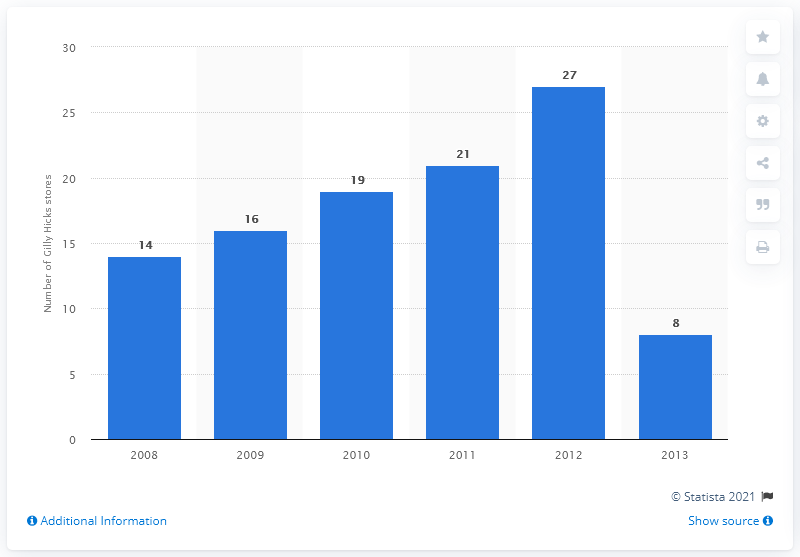 Number of Gilly Hicks stores
30
25
20
15
10
5
0
14
16
19
21
27
8
2008 2009 2010 2011 2012 2013
© Statista 2021
Additional Information
Show source